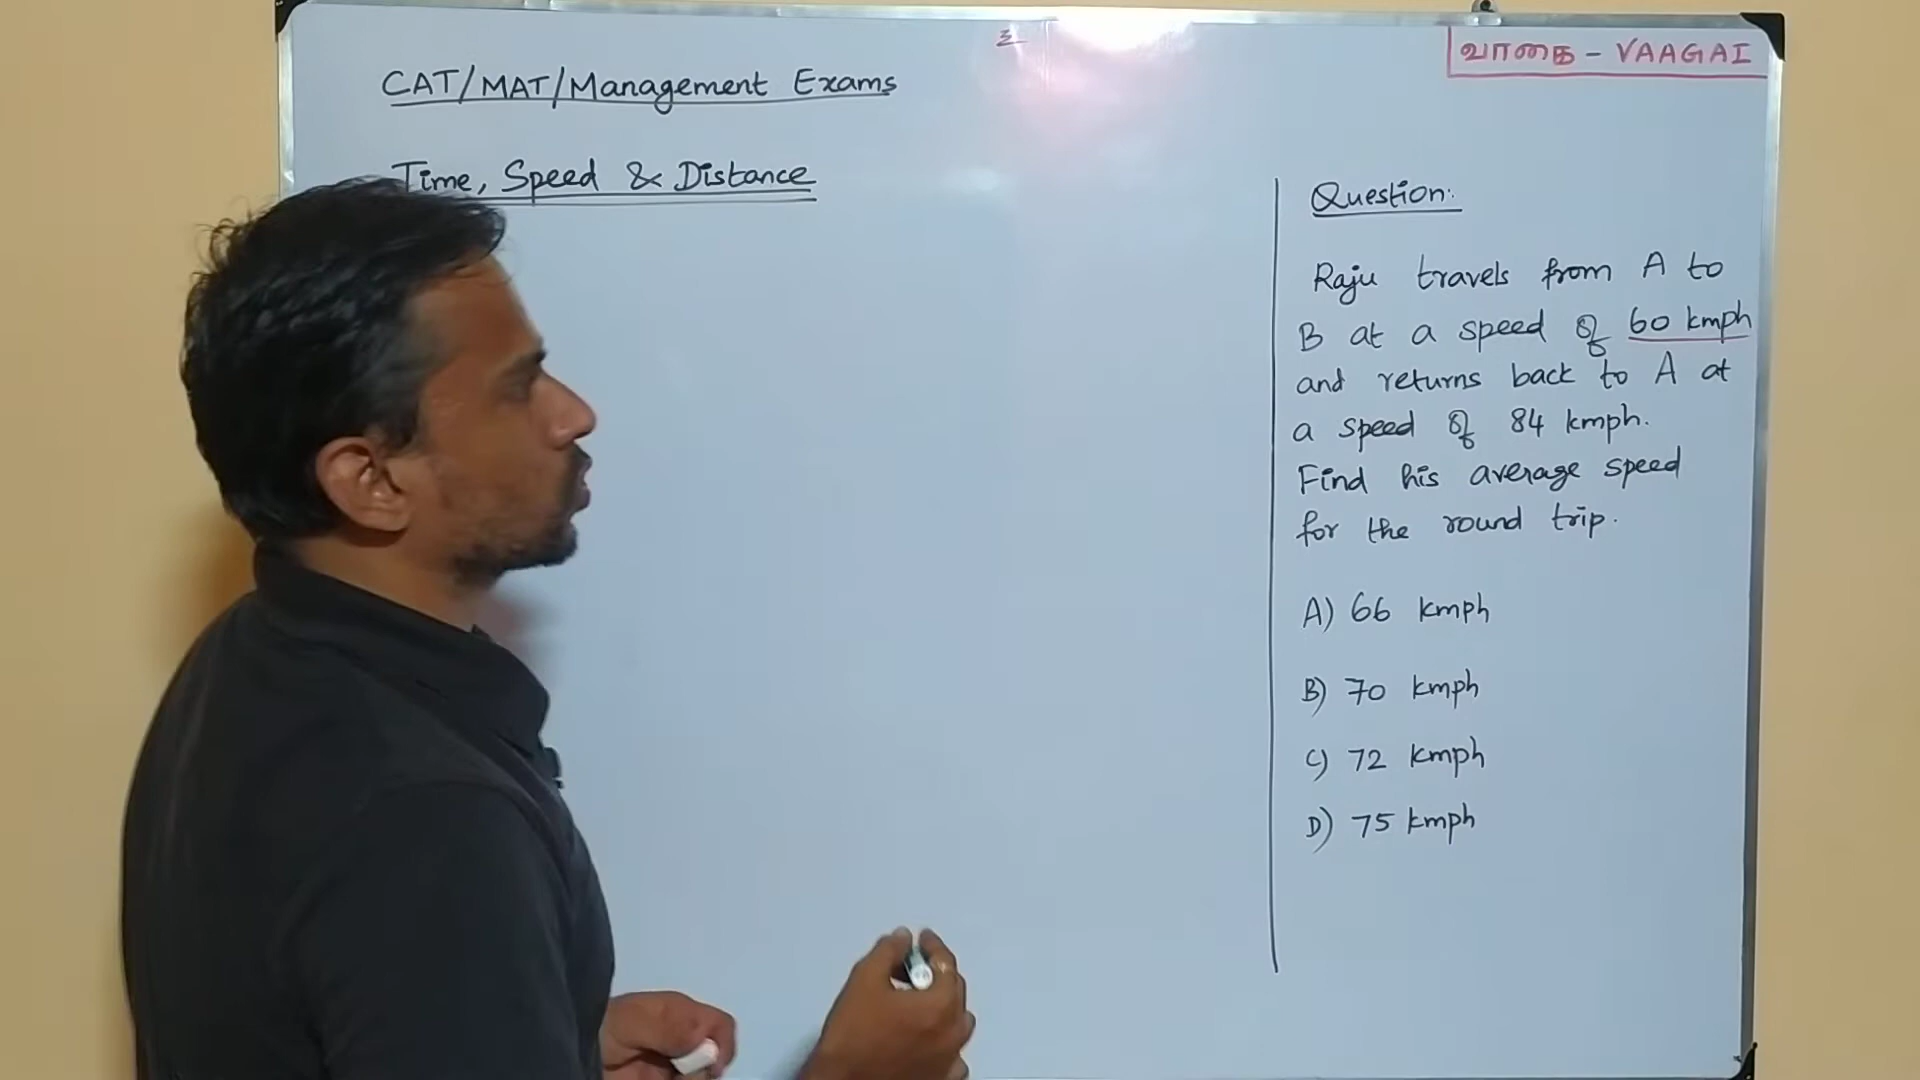 வாகை - VAAGAI
CAT/MAT/Management Exams
Time, Speed & Distance
Question:
Raju travels from A to
B at a speed of 60 kmph
and returns back to A at
a speed of 84 kmph.
Find his average speed
for the round trip.
A) 66 kmph
B) 70 kmph
C) 72 kmph
D) 75 kmph